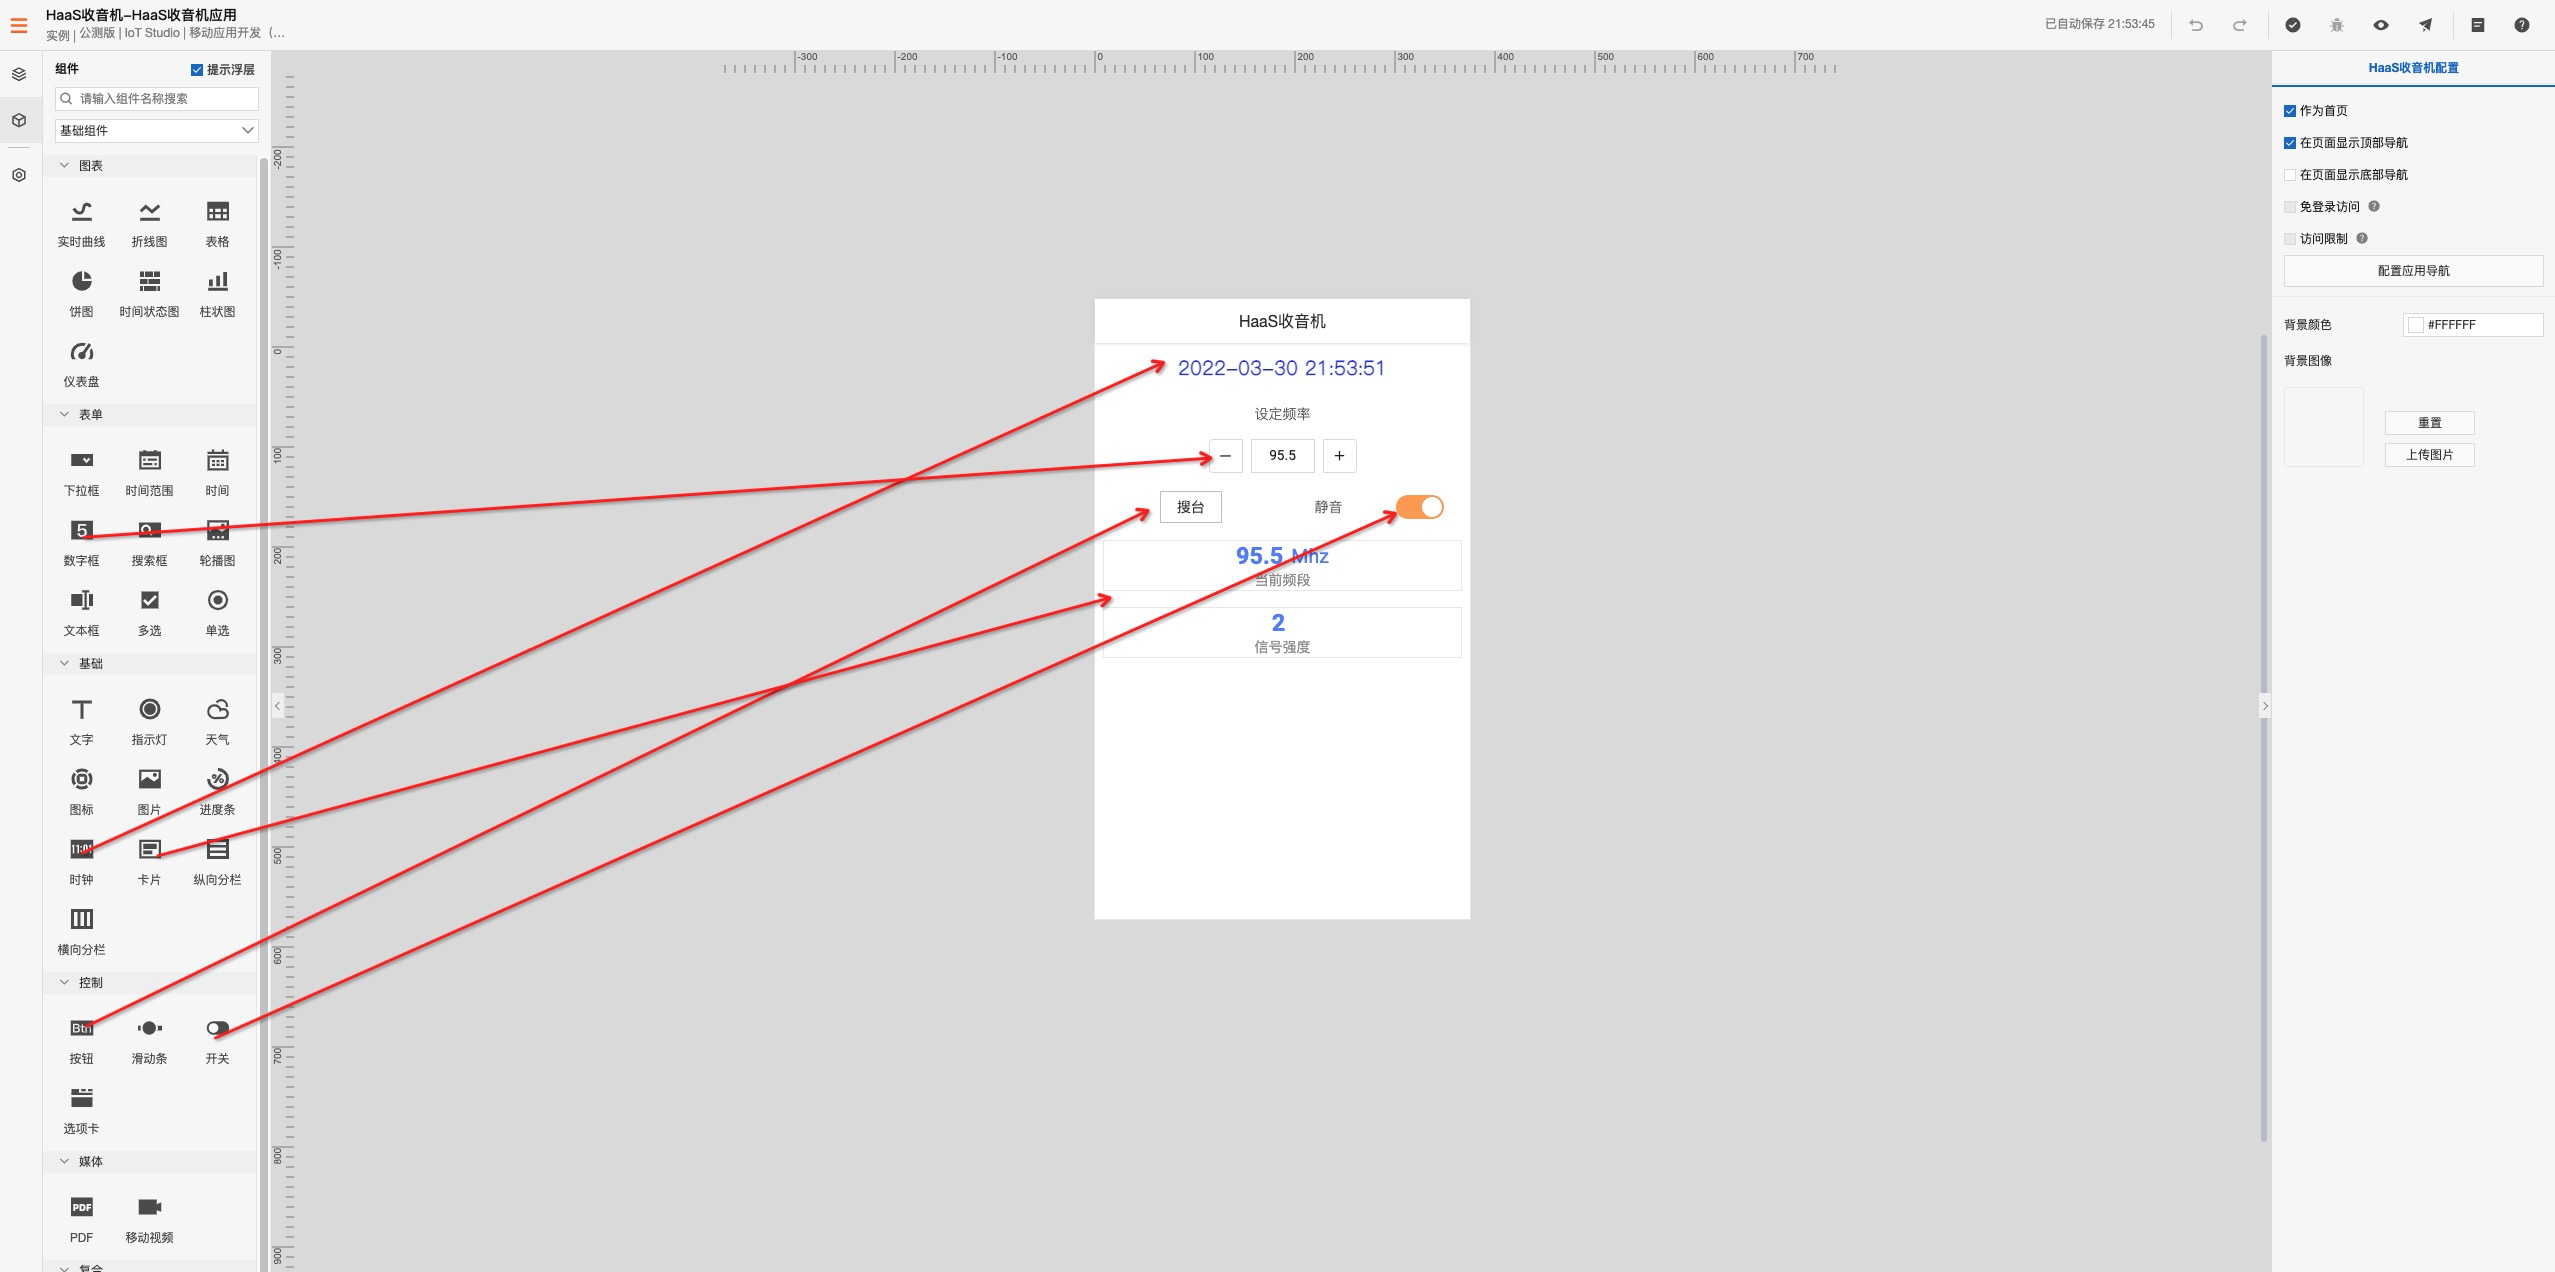 HaaS收音机-HaaS收音机应用
实例 | 公测版 | IoT Studio | 移动应用开发（...
已自动保存 21:53:45
组件
提示浮层
请输入组件名称搜索
基础组件
图表
实时曲线 折线图 表格
饼图 时间状态图 柱状图
仪表盘
表单
下拉框 时间范围 时间
5
数字框 搜索框 轮播图
文本框 多选 单选
基础
文字 指示灯 天气
图标 图片 进度条
时钟 卡片 纵向分栏
横向分栏
控制
Btn
按钮 滑动条 开关
选项卡
媒体
PDF
PDF 移动视频
复合
-300 -200 -100 0 100 200 300 400 500 600 700
-200
-100
0
100
200
300
400
500
600
700
800
900
HaaS收音机
2022-03-30 21:53:51
设定频率
− 95.5 +
搜台 静音
95.5 Mhz
当前频段
2
信号强度
HaaS收音机配置
作为首页
在页面显示顶部导航
在页面显示底部导航
免登录访问 ?
访问限制 ?
配置应用导航
背景颜色 #FFFFFF
背景图像
重置
上传图片